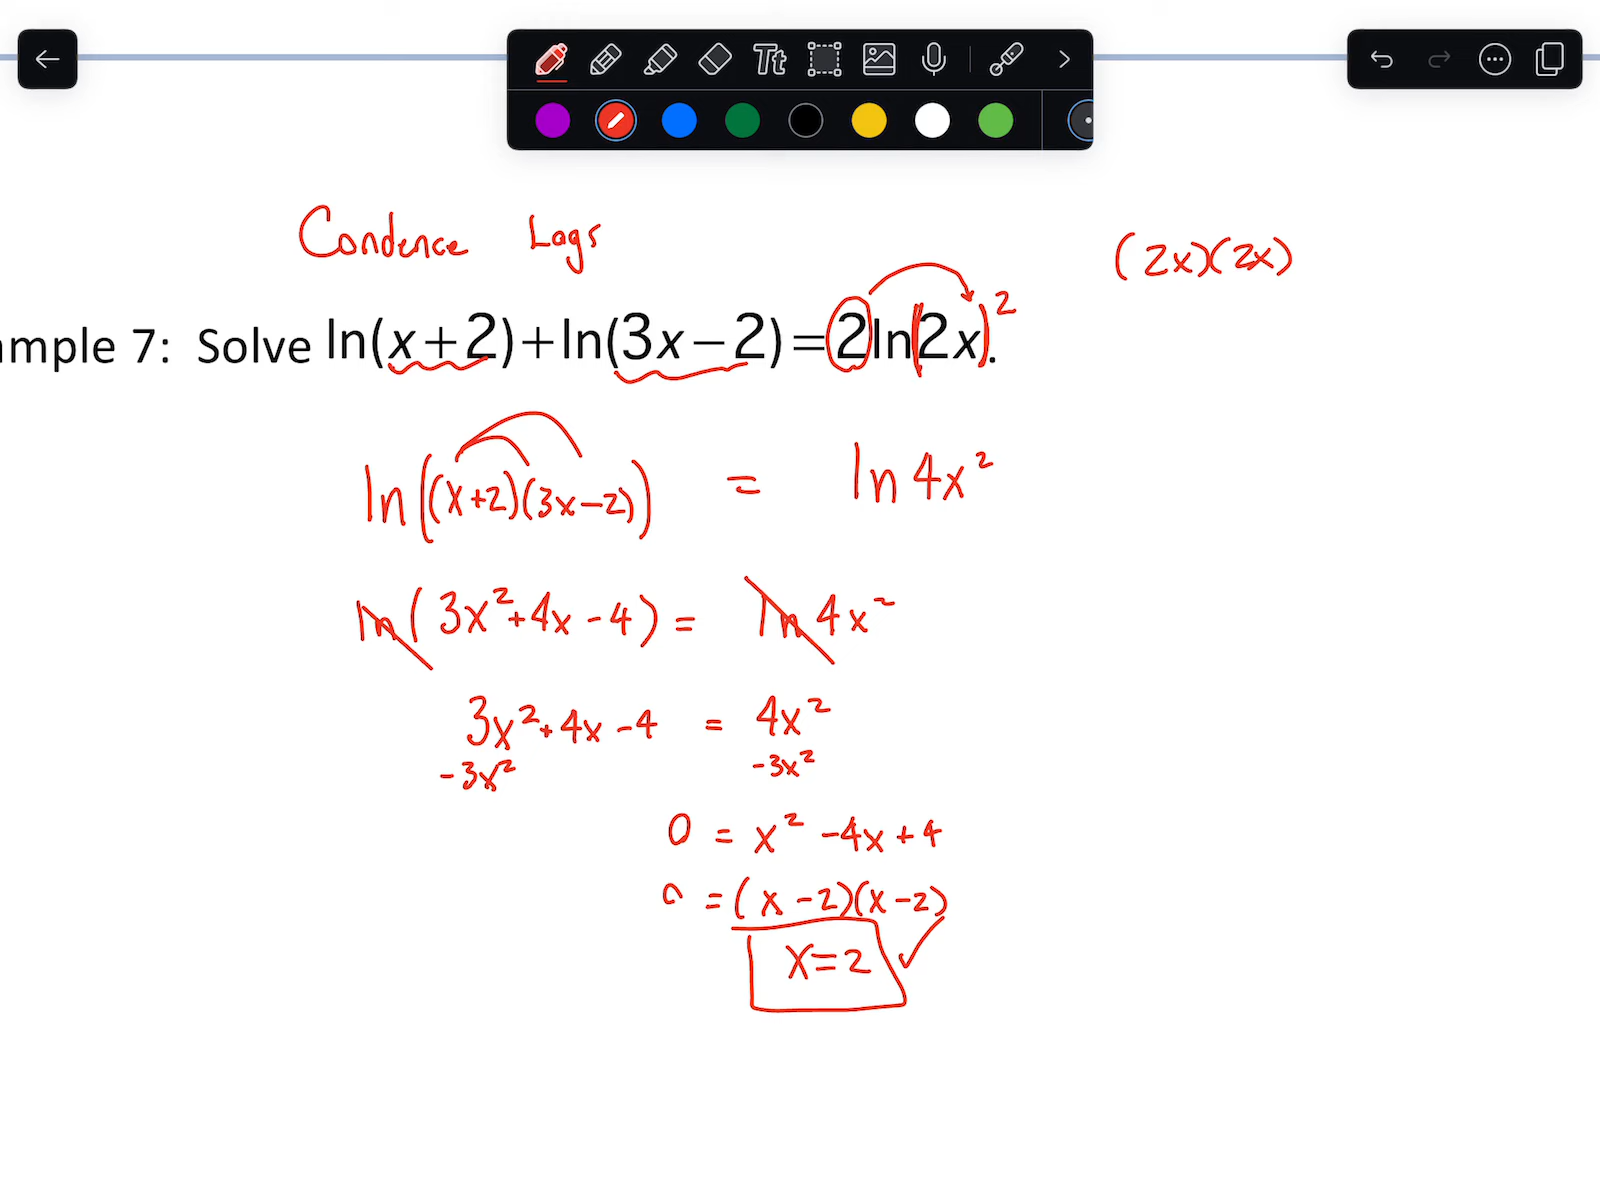 Tt
Condence Logs
(2x)(2x)
ample 7: Solve ln(x+2)+ln(3x−2)=2ln(2x)².
ln((x+2)(3x−2)) = ln 4x²
ln(3x²+4x−4) = ln 4x²
3x²+4x−4 = 4x²
−3x² −3x²
0 = x²−4x+4
0 = (x−2)(x−2)
x=2 ✓